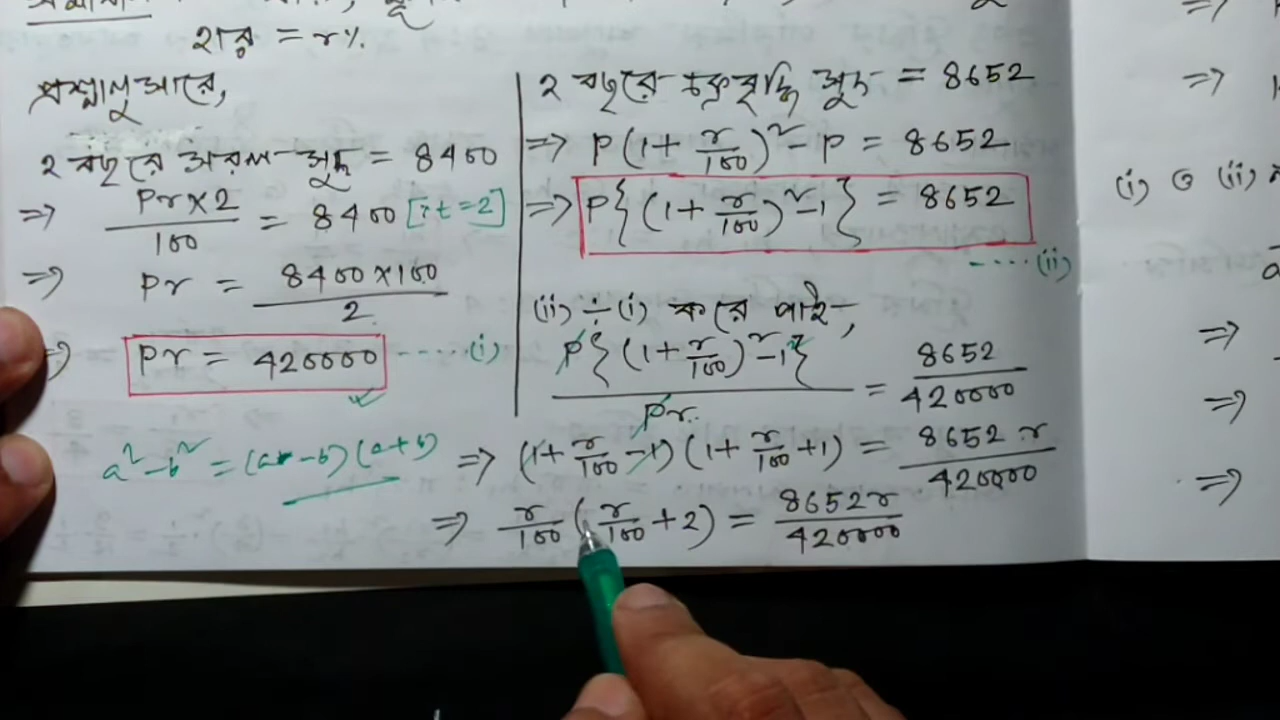 হার = r%.
প্রশ্নানুসারে,
২ বছরে সরল সুদ = 8400
⇒ Pr×2/100 = 8400 [∵ t=2]
⇒ Pr = 8400×100/2
⇒ Pr = 420000 ----- (i)
a²-b² = (a-b)(a+b)
২ বছরে চক্রবৃদ্ধি সুদ = 8652
⇒ P(1+r/100)²-P = 8652
⇒ P{(1+r/100)²-1} = 8652
----- (ii)
(ii) ÷ (i) করে পাই,
P{(1+r/100)²-1²}/Pr = 8652/420000
⇒ (1+r/100-1)(1+r/100+1) = 8652 r/420000
⇒ r/100(r/100+2) = 8652r/420000
(i) ও (ii)
⇒
⇒
⇒
⇒
⇒